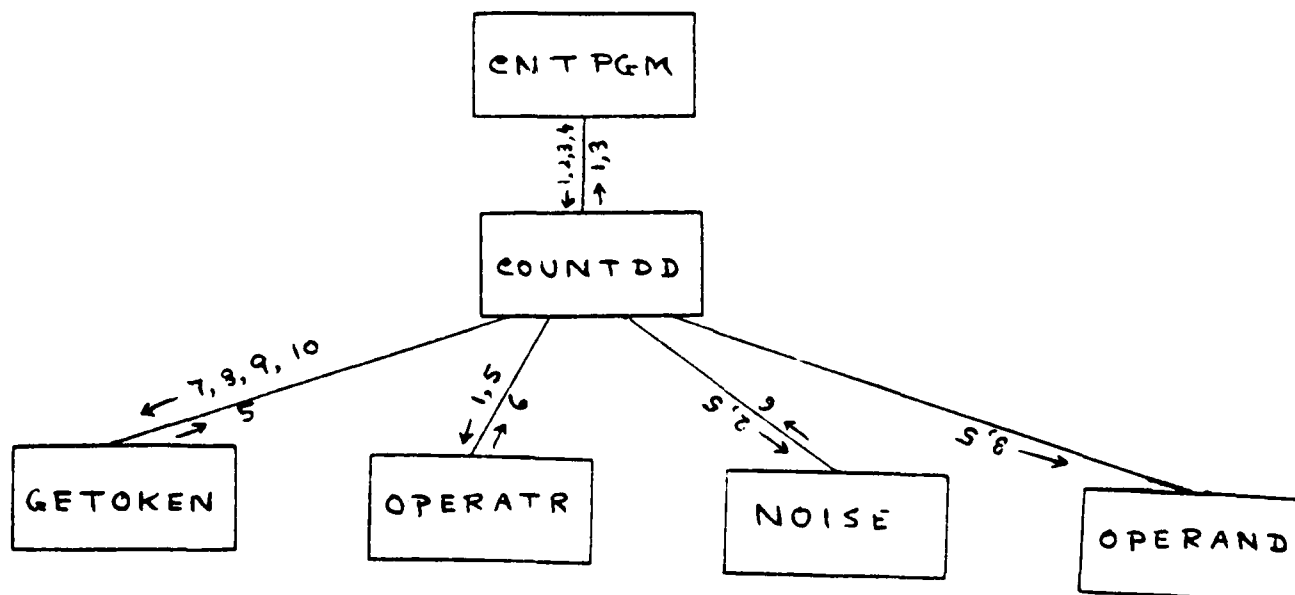 CNTPGM
1,2,3,4
1,3
COUNTDD
7, 8, 9, 10
5
1, 5
6
2,5
6
3,5
GETOKEN
OPERATR
NOISE
OPERAND